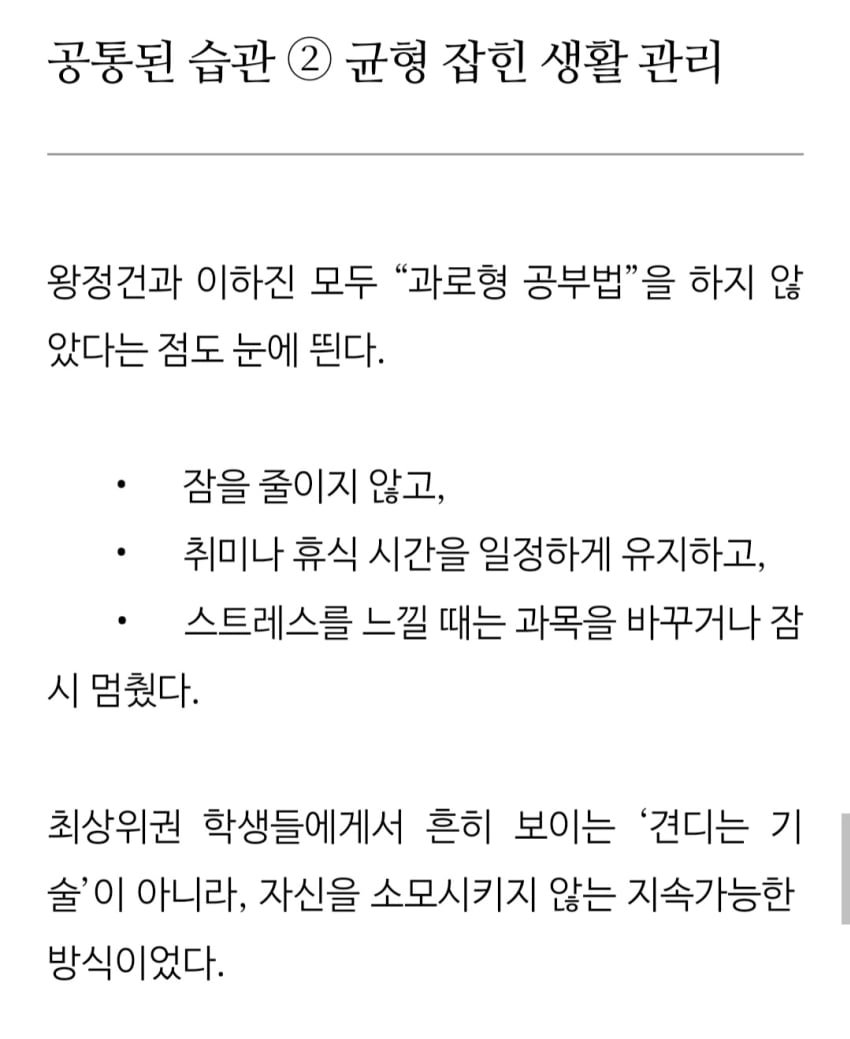 공통된 습관 ② 균형 잡힌 생활 관리
왕정건과 이하진 모두 “과로형 공부법”을 하지 않
았다는 점도 눈에 띈다.
• 잠을 줄이지 않고,
• 취미나 휴식 시간을 일정하게 유지하고,
• 스트레스를 느낄 때는 과목을 바꾸거나 잠
시 멈췄다.
최상위권 학생들에게서 흔히 보이는 ‘견디는 기
술’이 아니라, 자신을 소모시키지 않는 지속가능한
방식이었다.